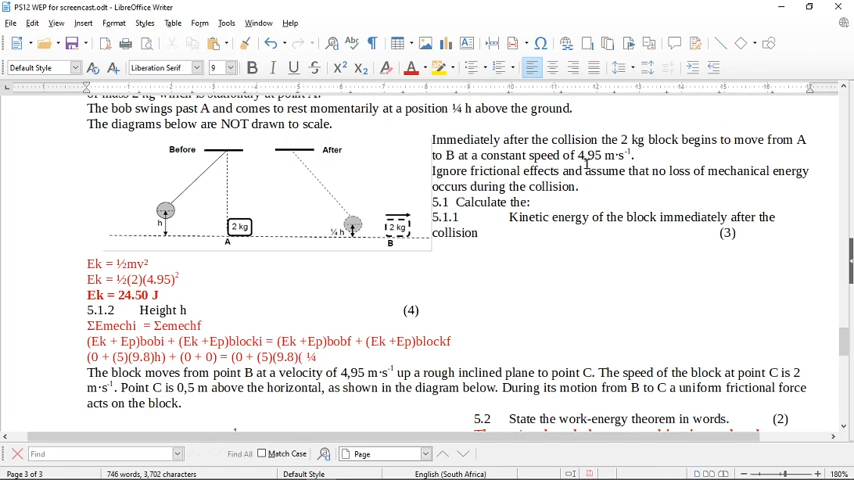 PS12 WEP for screencast.odt - LibreOffice Writer
File Edit View Insert Format Styles Table Form Tools Window Help
Default Style Liberation Serif 9
The bob swings past A and comes to rest momentarily at a position ¼ h above the ground.
The diagrams below are NOT drawn to scale.
Before After
h 2 kg A ¼ h 2 kg B
Immediately after the collision the 2 kg block begins to move from A
to B at a constant speed of 4,95 m·s⁻¹.
Ignore frictional effects and assume that no loss of mechanical energy
occurs during the collision.
5.1 Calculate the:
5.1.1 Kinetic energy of the block immediately after the
collision (3)
Ek = ½mv²
Ek = ½(2)(4.95)²
Ek = 24.50 J
5.1.2 Height h (4)
ΣEmechi = Σemechf
(Ek + Ep)bobi + (Ek +Ep)blocki = (Ek +Ep)bobf + (Ek +Ep)blockf
(0 + (5)(9.8)h) + (0 + 0) = (0 + (5)(9.8)( ¼
The block moves from point B at a velocity of 4,95 m·s⁻¹ up a rough inclined plane to point C. The speed of the block at point C is 2
m·s⁻¹. Point C is 0,5 m above the horizontal, as shown in the diagram below. During its motion from B to C a uniform frictional force
acts on the block.
5.2 State the work-energy theorem in words. (2)
Find Find All Match Case Page
Page 3 of 3 746 words, 3,702 characters Default Style English (South Africa) 180%